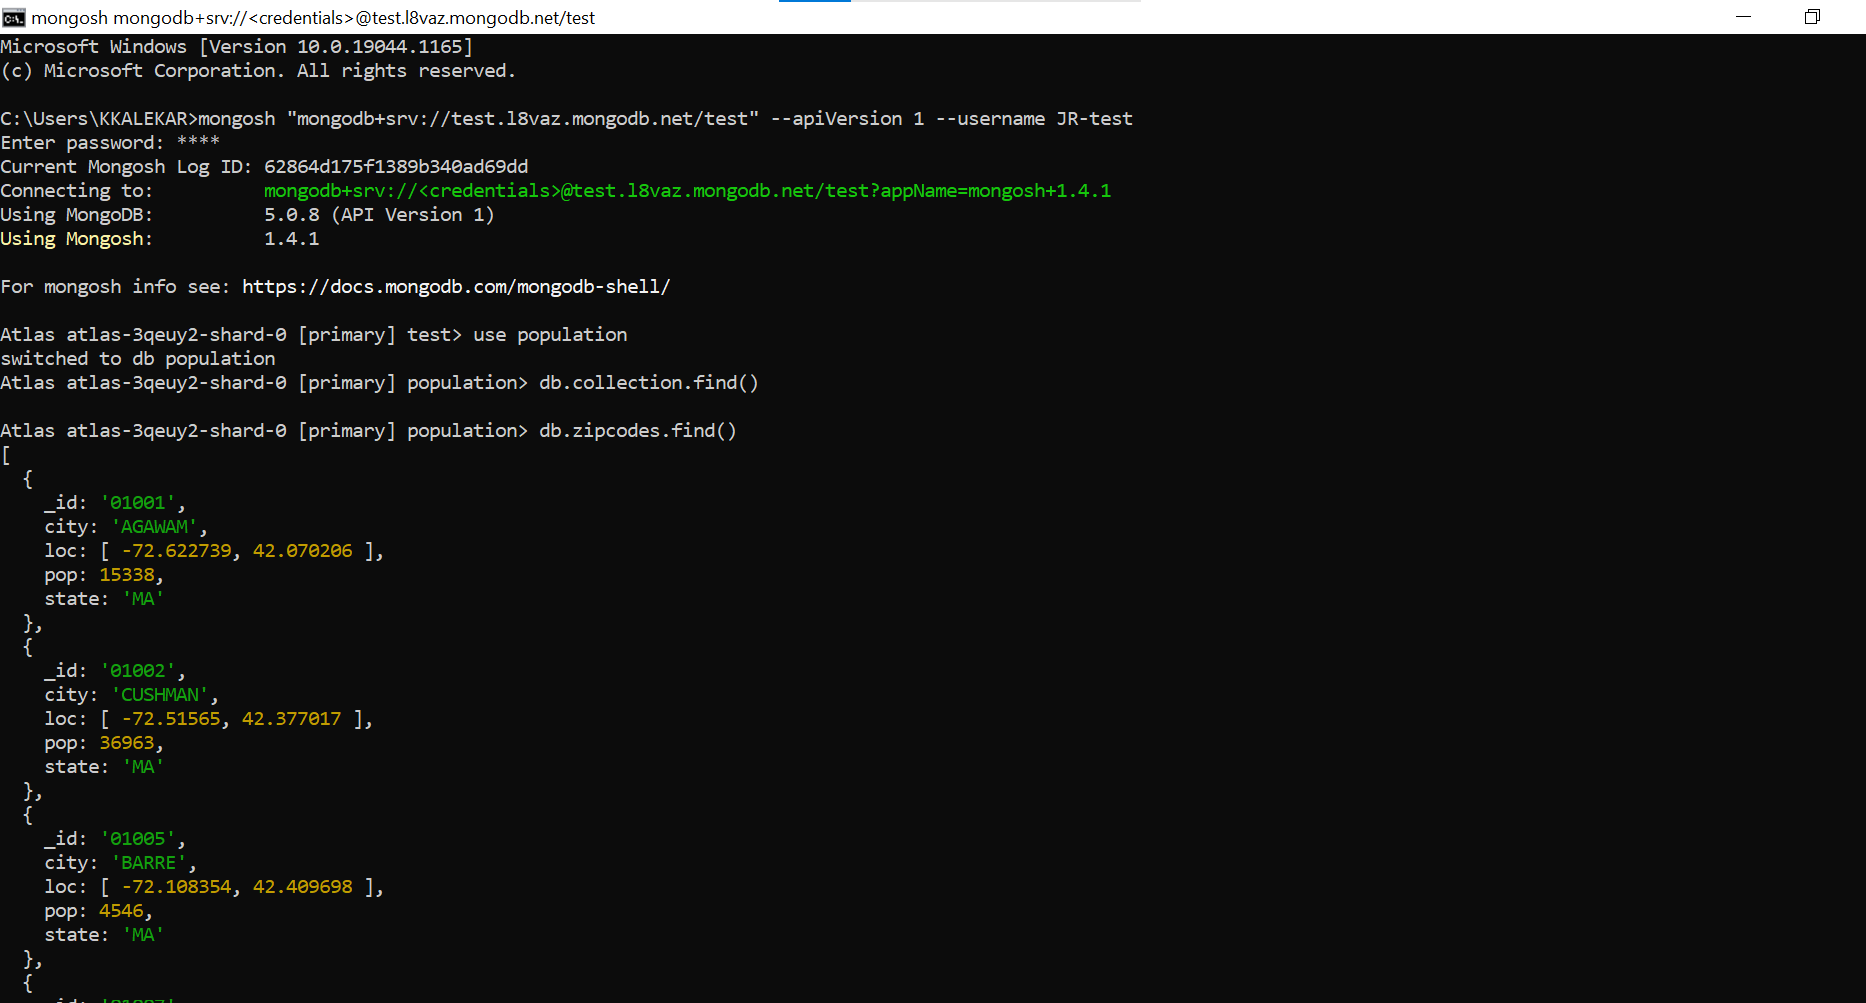 mongosh mongodb+srv://<credentials>@test.l8vaz.mongodb.net/test
Microsoft Windows [Version 10.0.19044.1165]
(c) Microsoft Corporation. All rights reserved.
C:\Users\KKALEKAR>mongosh "mongodb+srv://test.l8vaz.mongodb.net/test" --apiVersion 1 --username JR-test
Enter password: ****
Current Mongosh Log ID: 62864d175f1389b340ad69dd
Connecting to:          mongodb+srv://<credentials>@test.l8vaz.mongodb.net/test?appName=mongosh+1.4.1
Using MongoDB:          5.0.8 (API Version 1)
Using Mongosh:          1.4.1
For mongosh info see: https://docs.mongodb.com/mongodb-shell/
Atlas atlas-3qeuy2-shard-0 [primary] test> use population
switched to db population
Atlas atlas-3qeuy2-shard-0 [primary] population> db.collection.find()
Atlas atlas-3qeuy2-shard-0 [primary] population> db.zipcodes.find()
[
  {
    _id: '01001',
    city: 'AGAWAM',
    loc: [ -72.622739, 42.070206 ],
    pop: 15338,
    state: 'MA'
  },
  {
    _id: '01002',
    city: 'CUSHMAN',
    loc: [ -72.51565, 42.377017 ],
    pop: 36963,
    state: 'MA'
  },
  {
    _id: '01005',
    city: 'BARRE',
    loc: [ -72.108354, 42.409698 ],
    pop: 4546,
    state: 'MA'
  },
  {